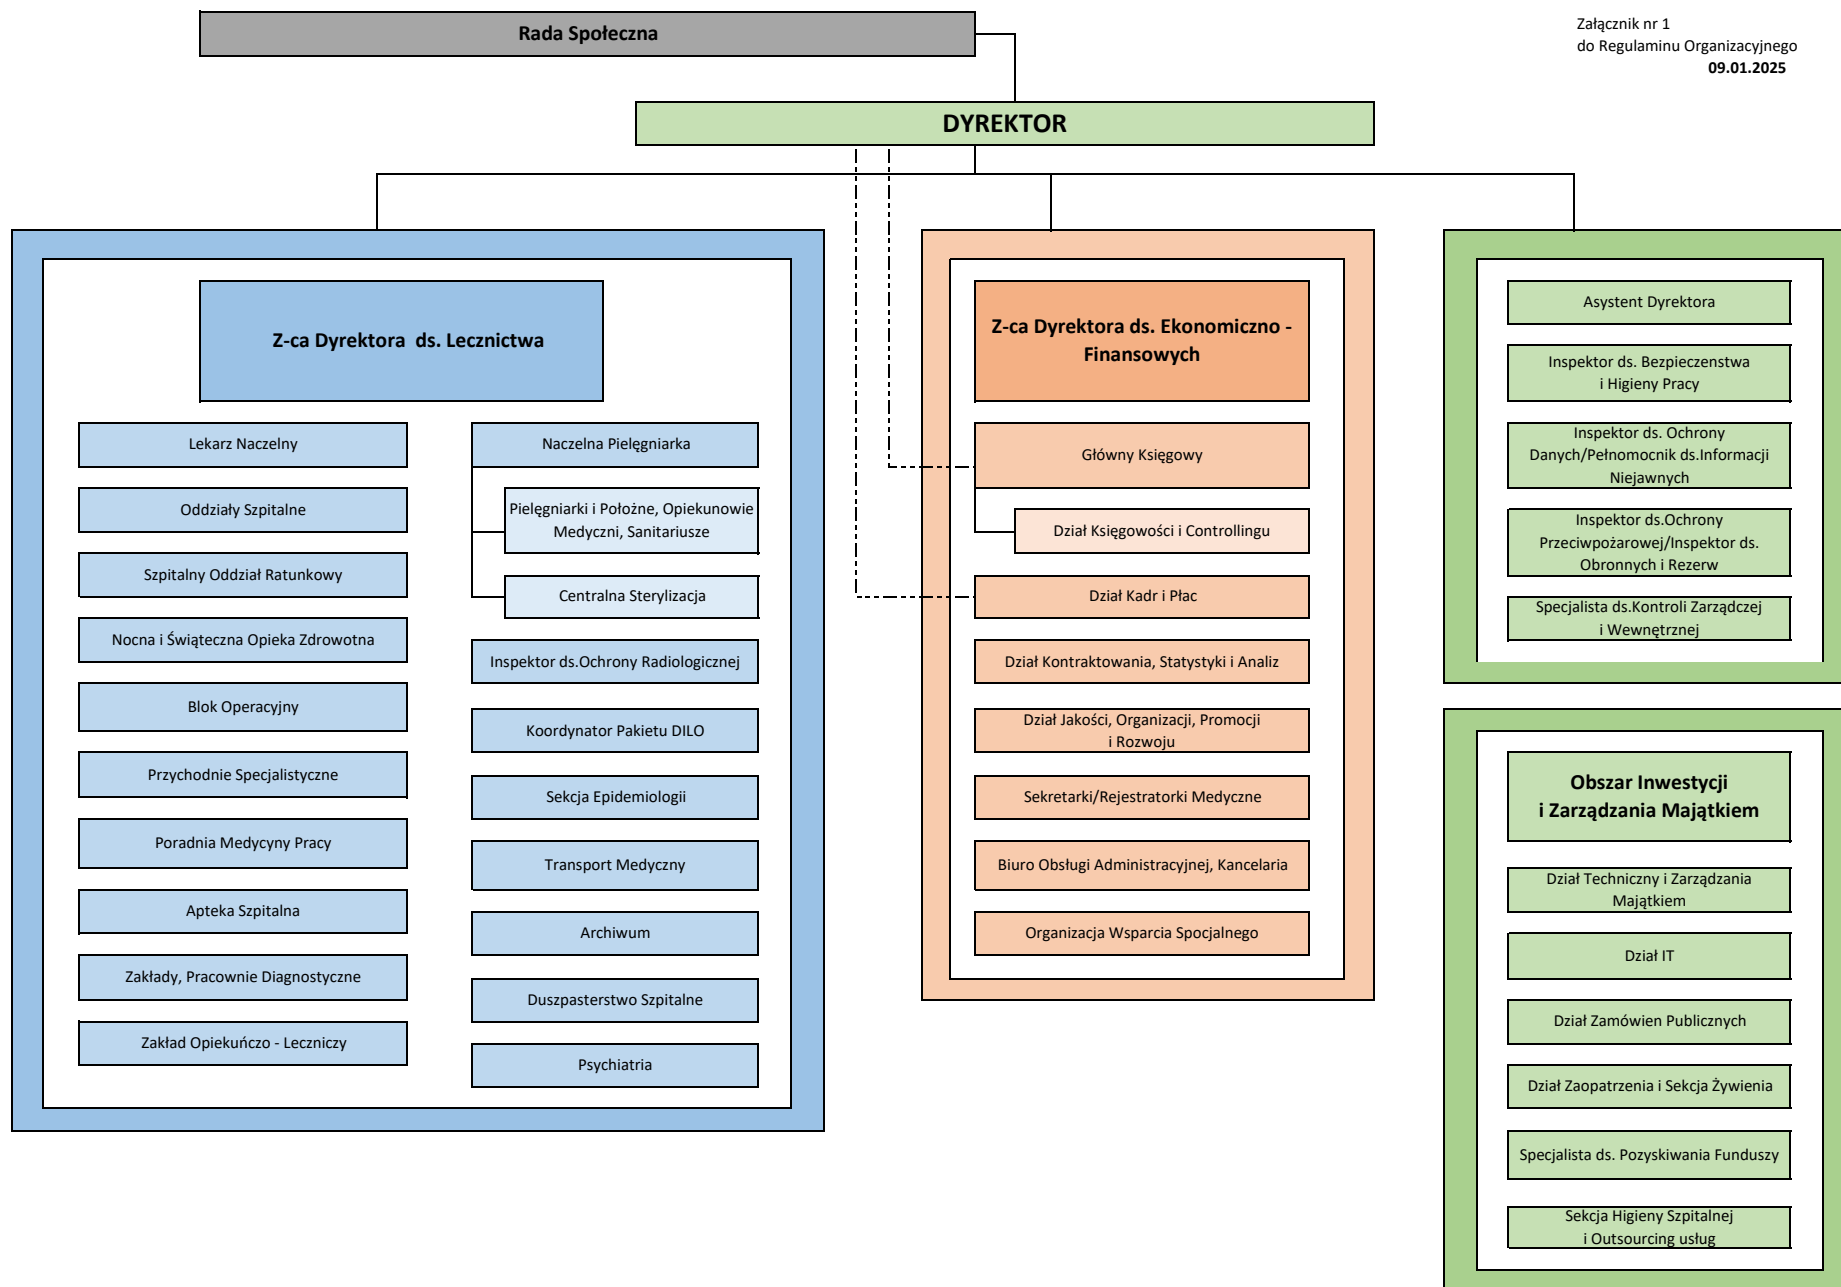 Rada Społeczna
Załącznik nr 1
do Regulaminu Organizacyjnego
09.01.2025
DYREKTOR
Z-ca Dyrektora  ds. Lecznictwa
Lekarz Naczelny
Oddziały Szpitalne
Szpitalny Oddział Ratunkowy
Nocna i Świąteczna Opieka Zdrowotna
Blok Operacyjny
Przychodnie Specjalistyczne
Poradnia Medycyny Pracy
Apteka Szpitalna
Zakłady, Pracownie Diagnostyczne
Zakład Opiekuńczo - Leczniczy
Naczelna Pielęgniarka
Pielęgniarki i Położne, Opiekunowie
Medyczni, Sanitariusze
Centralna Sterylizacja
Inspektor ds.Ochrony Radiologicznej
Koordynator Pakietu DILO
Sekcja Epidemiologii
Transport Medyczny
Archiwum
Duszpasterstwo Szpitalne
Psychiatria
Z-ca Dyrektora ds. Ekonomiczno -
Finansowych
Główny Księgowy
Dział Księgowości i Controllingu
Dział Kadr i Płac
Dział Kontraktowania, Statystyki i Analiz
Dział Jakości, Organizacji, Promocji
i Rozwoju
Sekretarki/Rejestratorki Medyczne
Biuro Obsługi Administracyjnej, Kancelaria
Organizacja Wsparcia Spocjalnego
Asystent Dyrektora
Inspektor ds. Bezpieczenstwa
i Higieny Pracy
Inspektor ds. Ochrony
Danych/Pełnomocnik ds.Informacji
Niejawnych
Inspektor ds.Ochrony
Przeciwpożarowej/Inspektor ds.
Obronnych i Rezerw
Specjalista ds.Kontroli Zarządczej
i Wewnętrznej
Obszar Inwestycji
i Zarządzania Majątkiem
Dział Techniczny i Zarządzania
Majątkiem
Dział IT
Dział Zamówien Publicznych
Dział Zaopatrzenia i Sekcja Żywienia
Specjalista ds. Pozyskiwania Funduszy
Sekcja Higieny Szpitalnej
i Outsourcing usług